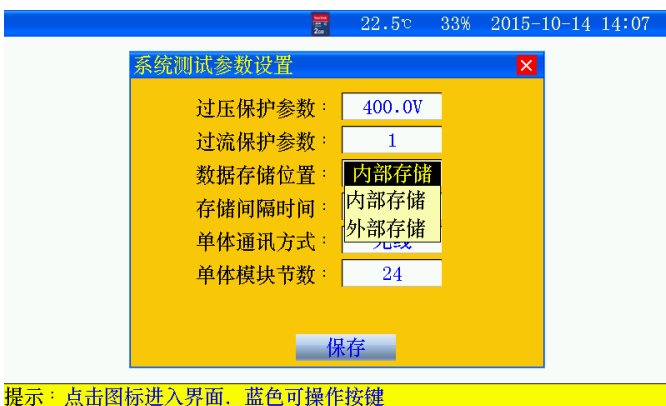 22.5℃ 33% 2015-10-14 14:07
系统测试参数设置
过压保护参数： 400.0V
过流保护参数： 1
数据存储位置： 内部存储
内部存储
存储间隔时间：
外部存储
单体通讯方式： 无线
单体模块节数： 24
保存
提示：点击图标进入界面．蓝色可操作按键